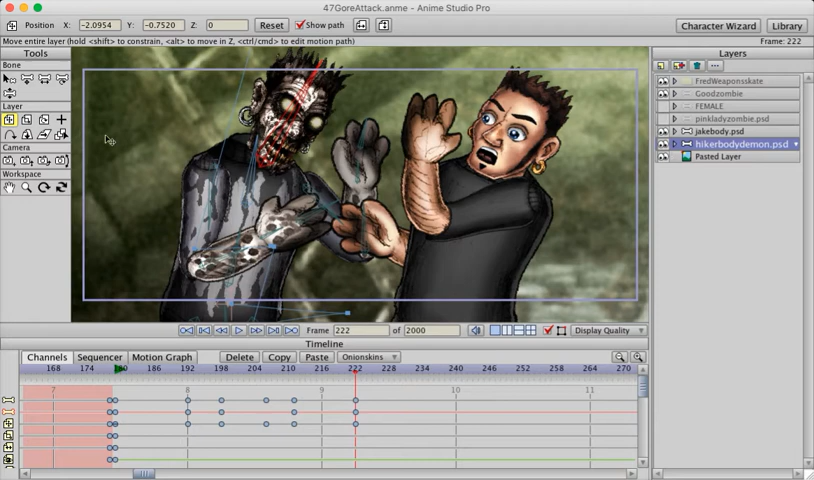 47GoreAttack.anme - Anime Studio Pro
Position X: -2.0954 Y: -0.7520 Z: 0 Reset Show path Character Wizard Library
Move entire layer (hold <shift> to constrain, <alt> to move in Z, <ctrl/cmd> to edit motion path) Frame: 222
Tools
Bone
Layer
Camera
Workspace
Layers
FredWeaponsskate
Goodzombie
FEMALE
pinkladyzombie.psd
jakebody.psd
hikerbodydemon.psd
Pasted Layer
Frame 222 of 2000 Display Quality
Timeline
Channels Sequencer Motion Graph Delete Copy Paste Onionskins
168 174 180 186 192 198 204 210 216 222 228 234 240 246 252 258 264 270
7 8 9 10 11